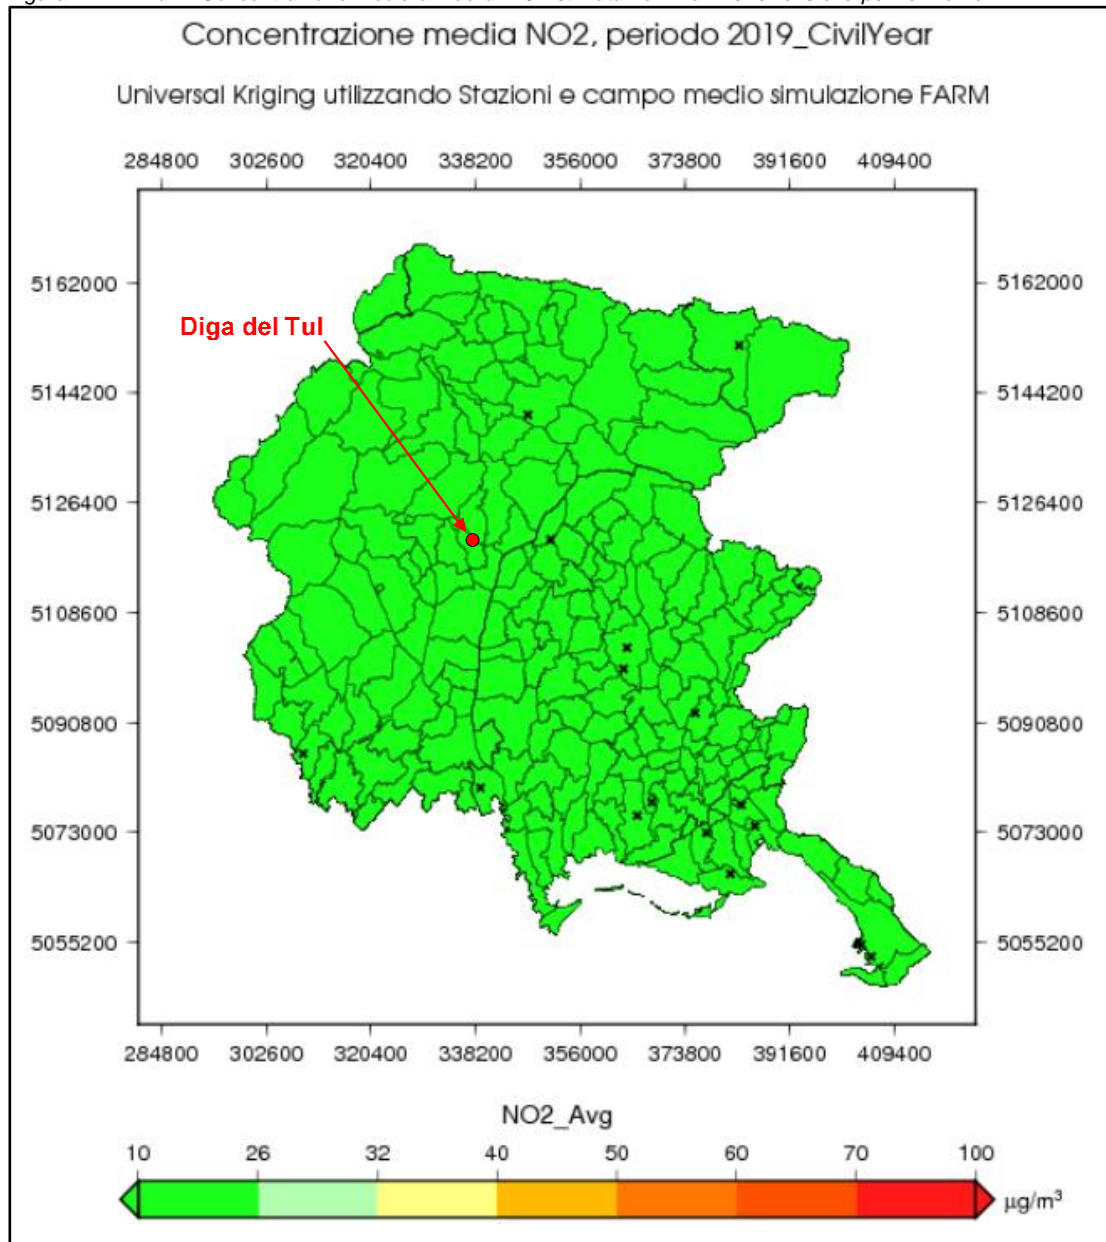 Concentrazione media NO2, periodo 2019_CivilYear
Universal Kriging utilizzando Stazioni e campo medio simulazione FARM
284800 302600 320400 338200 356000 373800 391600 409400
5162000 5162000
Diga del Tul
5144200 5144200
5126400 5126400
5108600 5108600
5090800 5090800
5073000 5073000
5055200 5055200
284800 302600 320400 338200 356000 373800 391600 409400
NO2_Avg
10 26 32 40 50 60 70 100
µg/m³